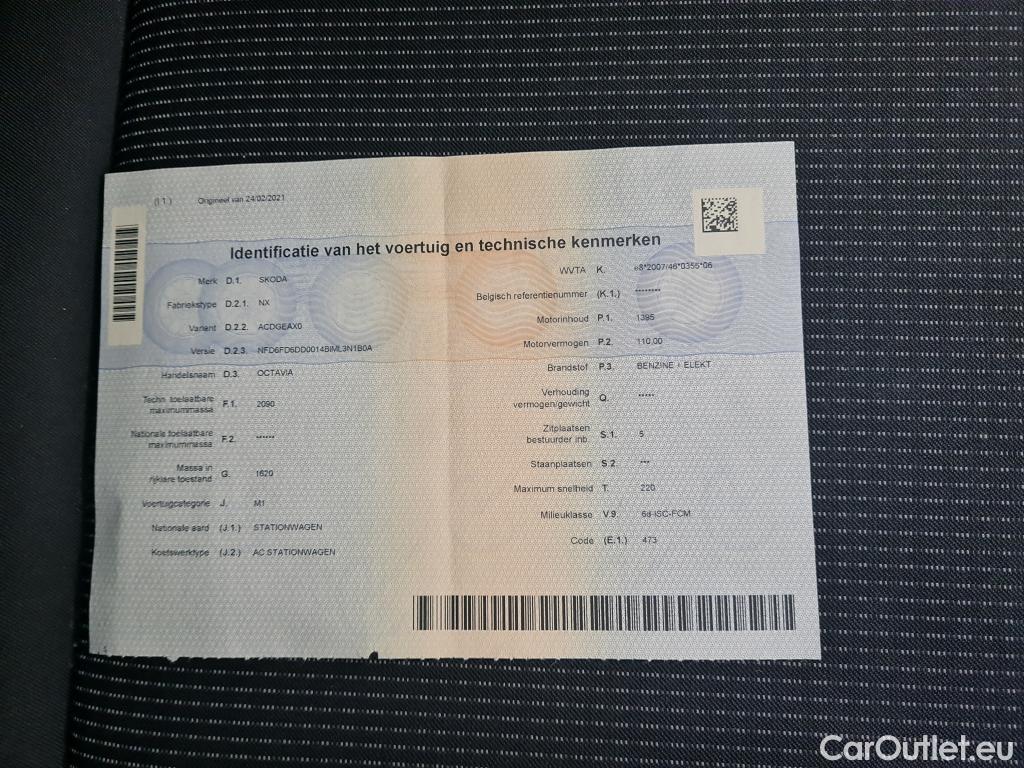 (I.1.) Origineel van 24/02/2021
Identificatie van het voertuig en technische kenmerken
Merk D.1. SKODA
Fabriekstype D.2.1. NX
Variant D.2.2. ACDGEAX0
Versie D.2.3. NFD6FD6DD0014BIML3N1B0A
Handelsnaam D.3. OCTAVIA
Techn. toelaatbare
maximummassa F.1. 2090
Nationale toelaatbare
maximummassa F.2. ******
Massa in
rijklare toestand G. 1620
Voertuigcategorie J. M1
Nationale aard (J.1.) STATIONWAGEN
Koetswerktype (J.2.) AC STATIONWAGEN
WVTA K. e8*2007/46*0355*06
Belgisch referentienummer (K.1.) ********
Motorinhoud P.1. 1395
Motorvermogen P.2. 110,00
Brandstof P.3. BENZINE + ELEKT
Verhouding
vermogen/gewicht Q. *****
Zitplaatsen
bestuurder inb. S.1. 5
Staanplaatsen S.2. ***
Maximum snelheid T. 220
Milieuklasse V.9. 6d-ISC-FCM
Code (E.1.) 473
CarOutlet.eu